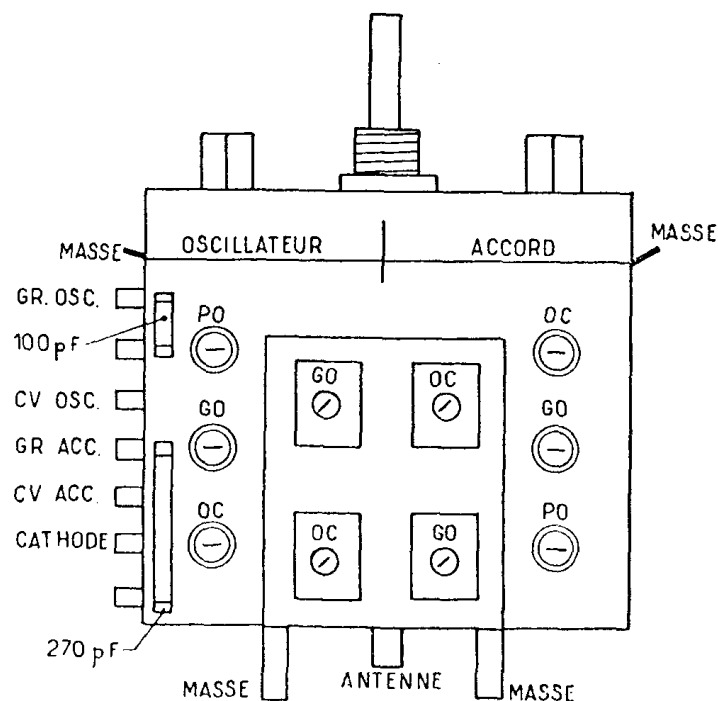 MASSE
OSCILLATEUR
ACCORD
MASSE
GR. OSC.
100 pF
CV OSC.
GR ACC.
CV ACC.
CATHODE
270 pF
PO
GO
OC
GO
OC
OC
GO
OC
GO
PO
MASSE
ANTENNE
MASSE